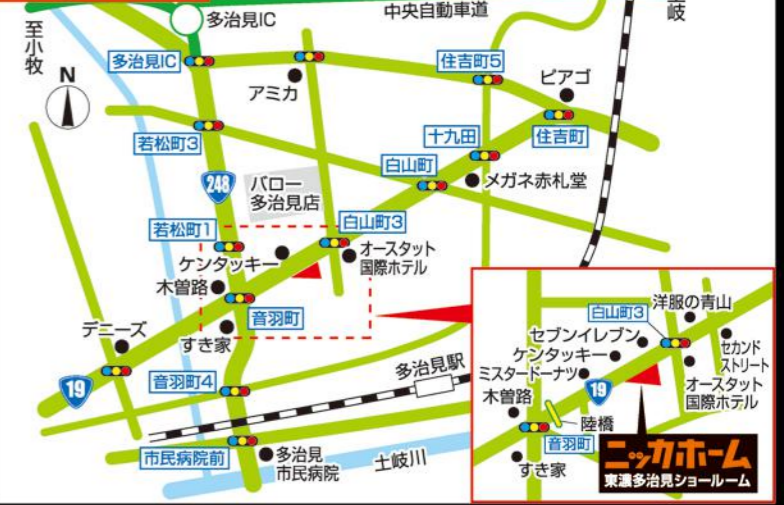 多治見IC
中央自動車道
岐
至小牧
多治見IC
住吉町5
ピアゴ
アミカ
N
若松町3
十九田
住吉町
白山町
メガネ赤札堂
248
バロー
多治見店
若松町1
白山町3
ケンタッキー
オースタット
国際ホテル
木曽路
音羽町
すき家
デニーズ
19
音羽町4
多治見駅
市民病院前
多治見
市民病院
土岐川
洋服の青山
白山町3
セブンイレブン
ケンタッキー
ミスタードーナツ
セカンド
ストリート
19
オースタット
国際ホテル
木曽路
陸橋
音羽町
すき家
ニッカホーム
東濃多治見ショールーム